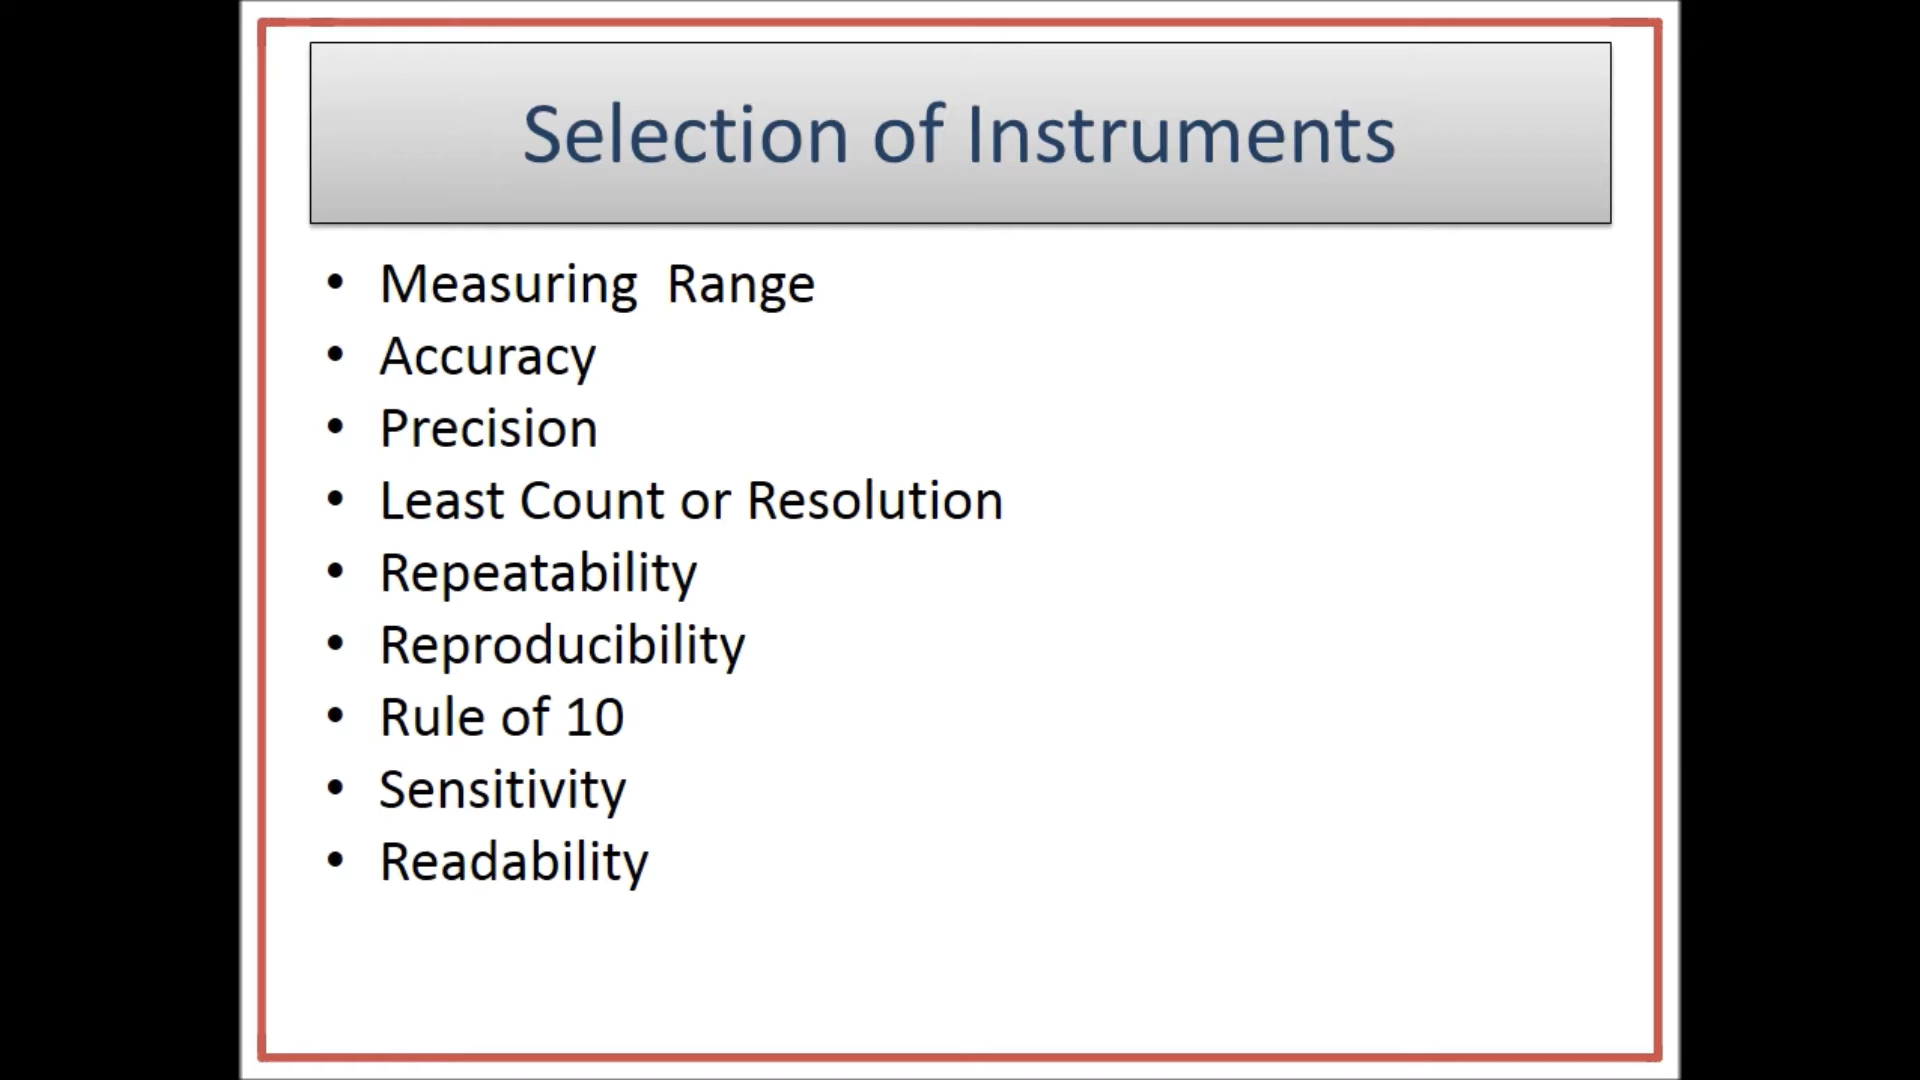 Selection of Instruments
• Measuring  Range
• Accuracy
• Precision
• Least Count or Resolution
• Repeatability
• Reproducibility
• Rule of 10
• Sensitivity
• Readability